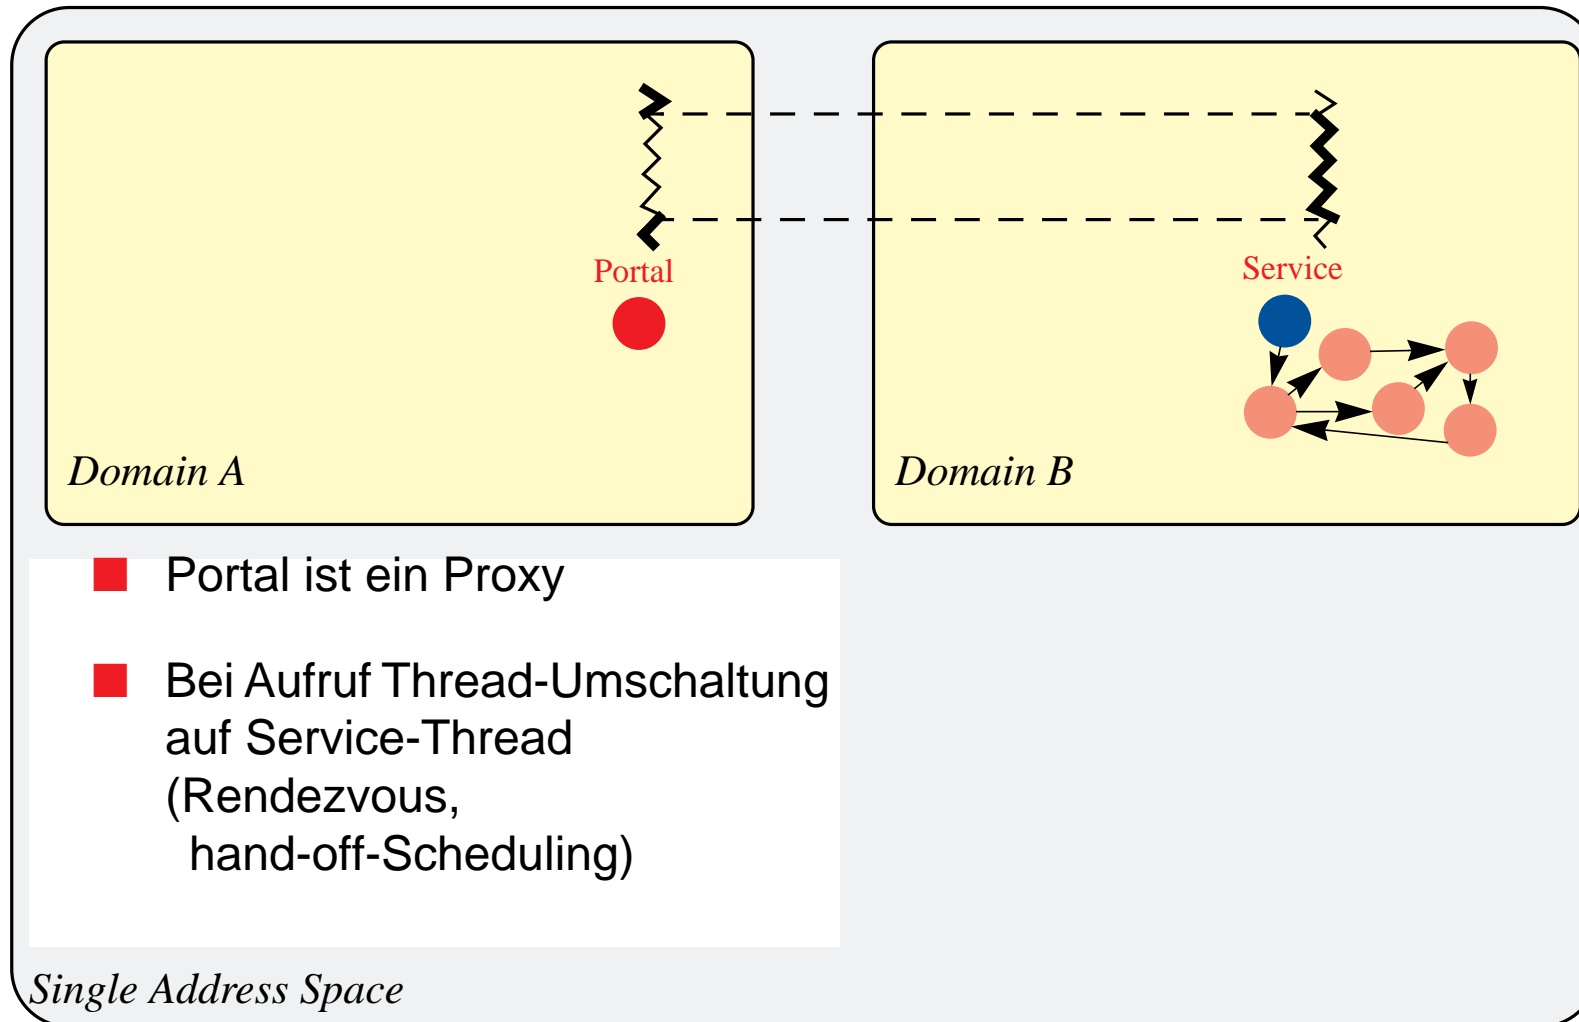 Portal
Service
Domain A
Domain B
Portal ist ein Proxy
Bei Aufruf Thread-Umschaltung
auf Service-Thread
(Rendezvous,
hand-off-Scheduling)
Single Address Space